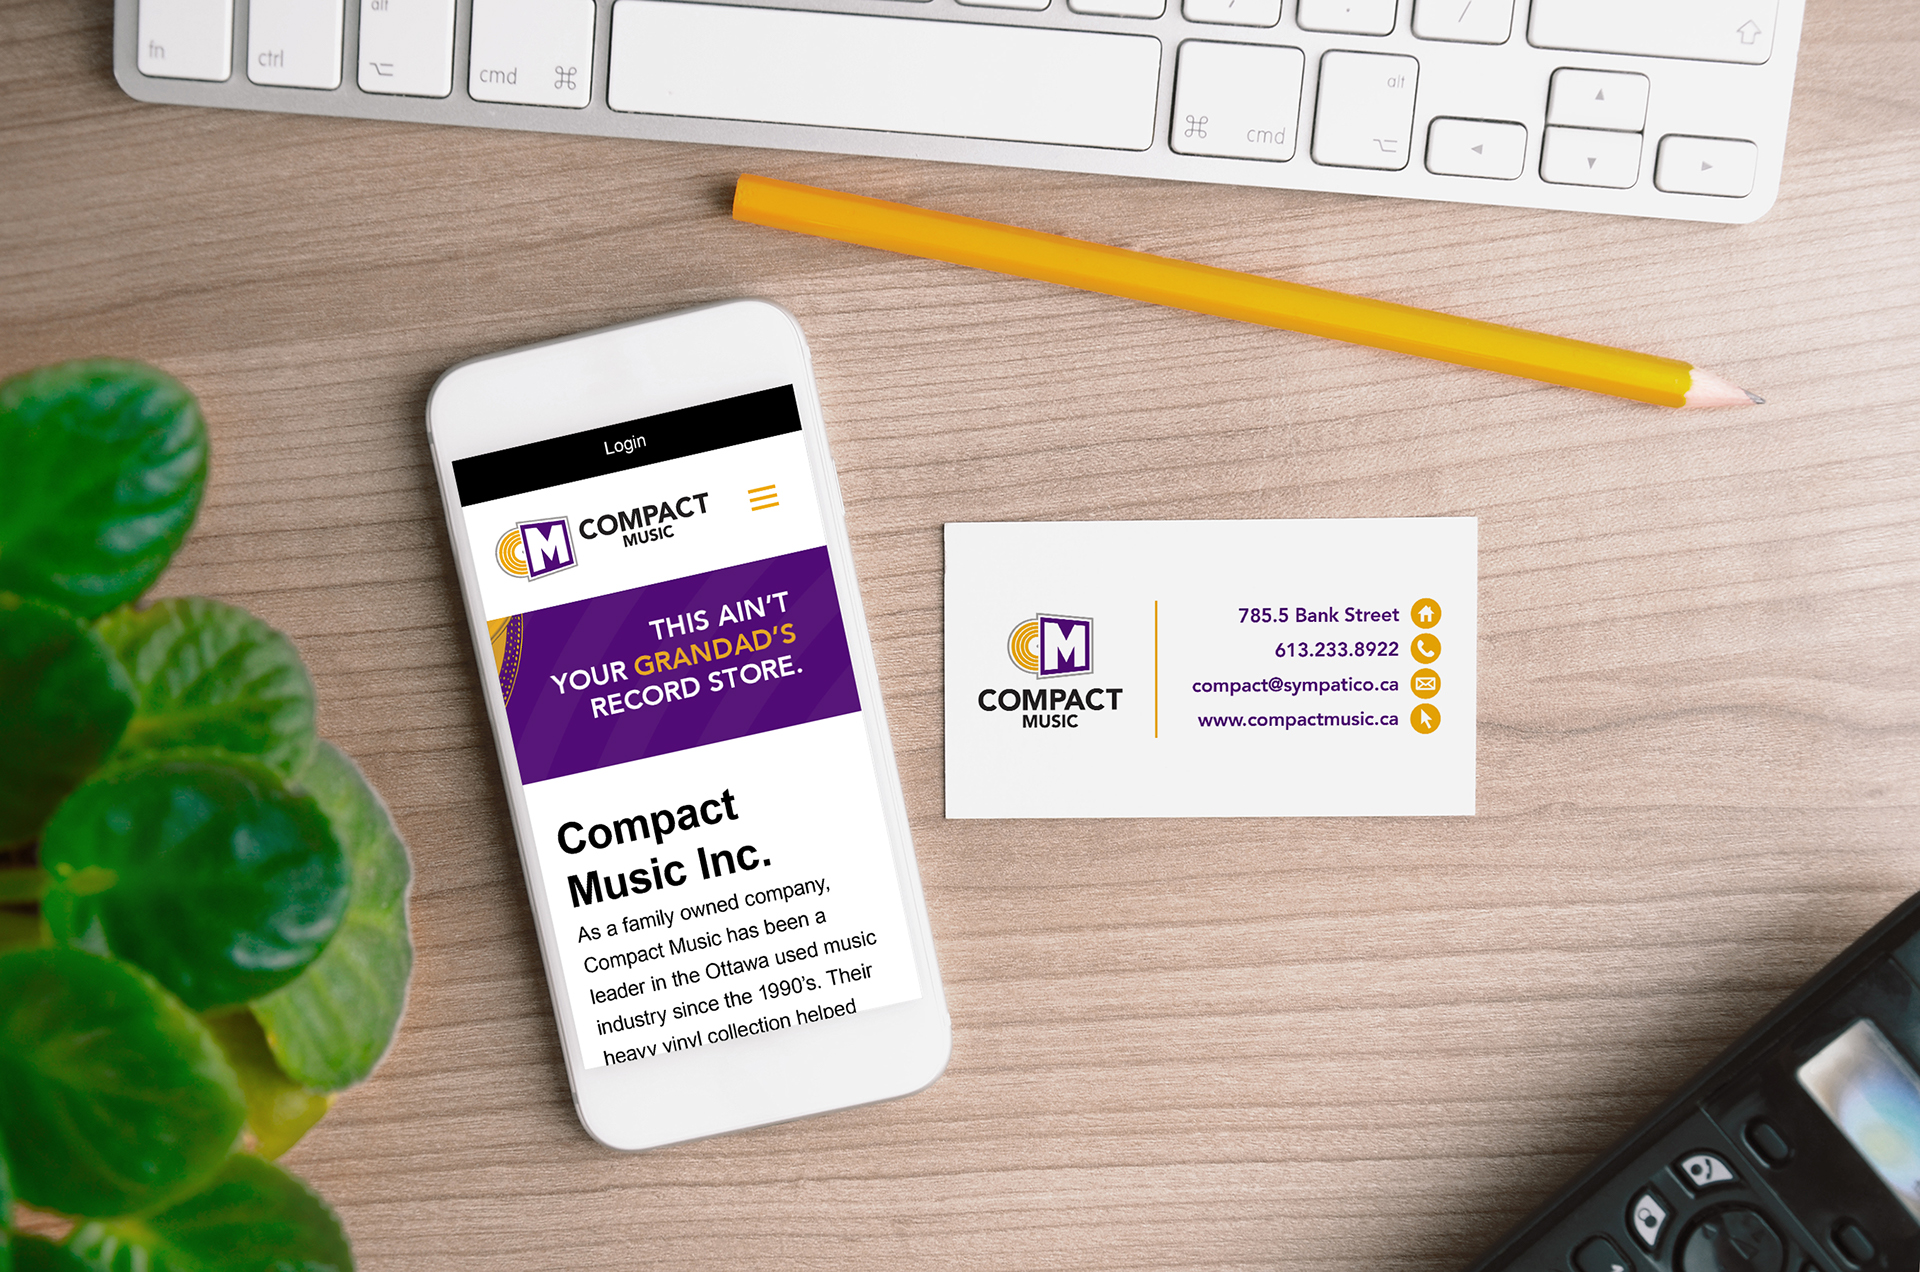 fn
ctrl
alt
cmd
cmd
alt
Login
M
COMPACT
MUSIC
THIS AIN'T
YOUR GRANDAD'S
RECORD STORE.
Compact
Music Inc.
As a family owned company,
Compact Music has been a
leader in the Ottawa used music
industry since the 1990's. Their
heavy vinyl collection helped
M
COMPACT
MUSIC
785.5 Bank Street
613.233.8922
compact@sympatico.ca
www.compactmusic.ca